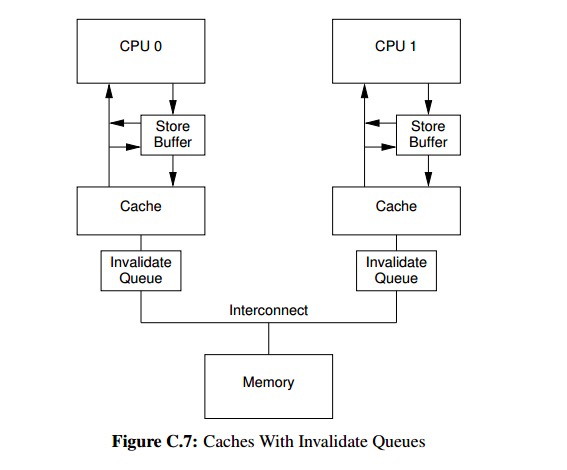 CPU 0
CPU 1
Store
Buffer
Store
Buffer
Cache
Cache
Invalidate
Queue
Invalidate
Queue
Interconnect
Memory
Figure C.7: Caches With Invalidate Queues